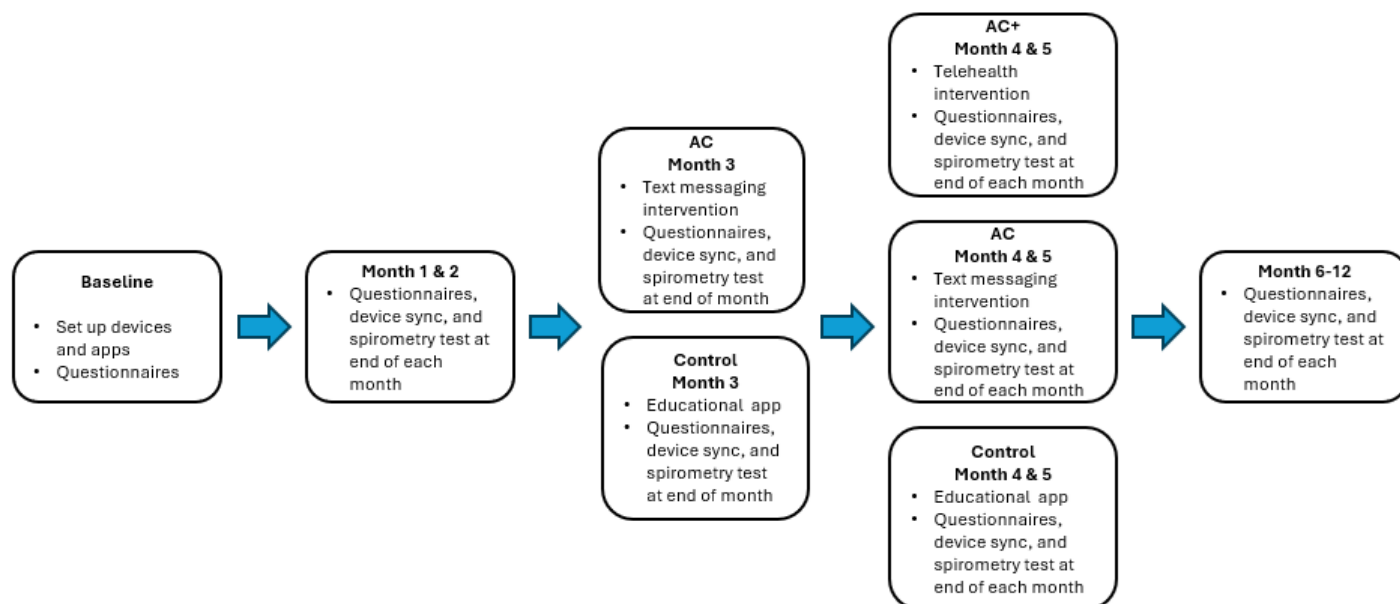 Baseline
• Set up devices
and apps
• Questionnaires
Month 1 & 2
• Questionnaires,
device sync, and
spirometry test at
end of each
month
AC
Month 3
• Text messaging
intervention
• Questionnaires,
device sync, and
spirometry test
at end of month
Control
Month 3
• Educational app
• Questionnaires,
device sync, and
spirometry test
at end of month
AC+
Month 4 & 5
• Telehealth
intervention
• Questionnaires,
device sync, and
spirometry test at
end of each month
AC
Month 4 & 5
• Text messaging
intervention
• Questionnaires,
device sync, and
spirometry test at
end of each month
Control
Month 4 & 5
• Educational app
• Questionnaires,
device sync, and
spirometry test at
end of each month
Month 6-12
• Questionnaires,
device sync, and
spirometry test at
end of each
month